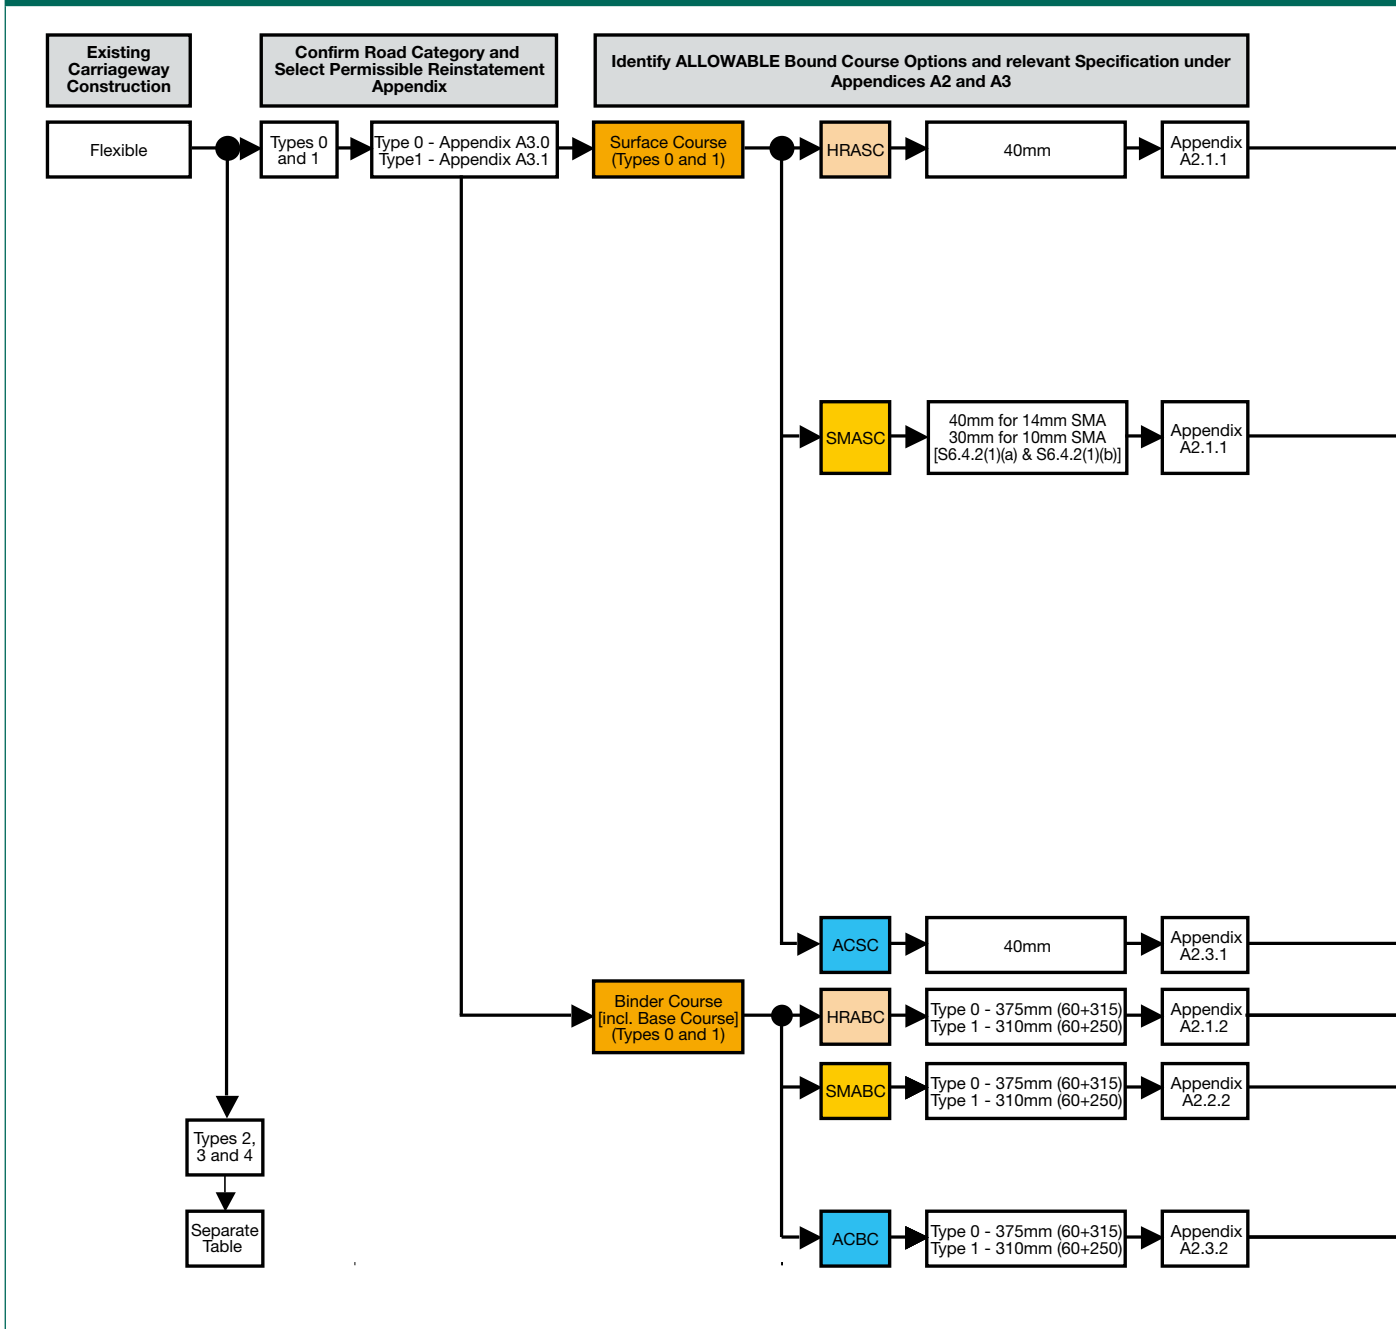 Existing
Carriageway
Construction
Confirm Road Category and
Select Permissible Reinstatement
Appendix
Identify ALLOWABLE Bound Course Options and relevant Specification under
Appendices A2 and A3
Flexible
Types 0
and 1
Type 0 - Appendix A3.0
Type1 - Appendix A3.1
Surface Course
(Types 0 and 1)
HRASC
40mm
Appendix
A2.1.1
SMASC
40mm for 14mm SMA
30mm for 10mm SMA
[S6.4.2(1)(a) & S6.4.2(1)(b)]
Appendix
A2.1.1
ACSC
40mm
Appendix
A2.3.1
Binder Course
[incl. Base Course]
(Types 0 and 1)
HRABC
Type 0 - 375mm (60+315)
Type 1 - 310mm (60+250)
Appendix
A2.1.2
SMABC
Type 0 - 375mm (60+315)
Type 1 - 310mm (60+250)
Appendix
A2.2.2
Types 2,
3 and 4
Separate
Table
ACBC
Type 0 - 375mm (60+315)
Type 1 - 310mm (60+250)
Appendix
A2.3.2